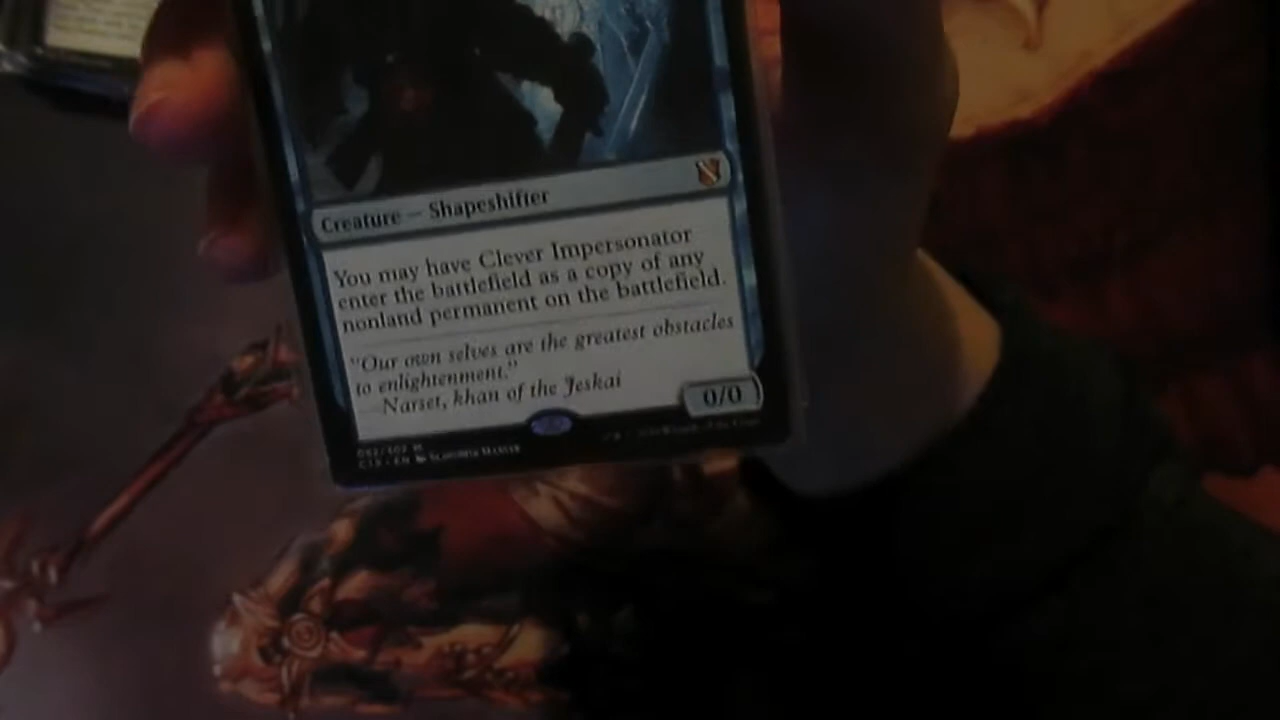 Creature — Shapeshifter
You may have Clever Impersonator
enter the battlefield as a copy of any
nonland permanent on the battlefield.
"Our own selves are the greatest obstacles
to enlightenment."
—Narset, khan of the Jeskai
0/0